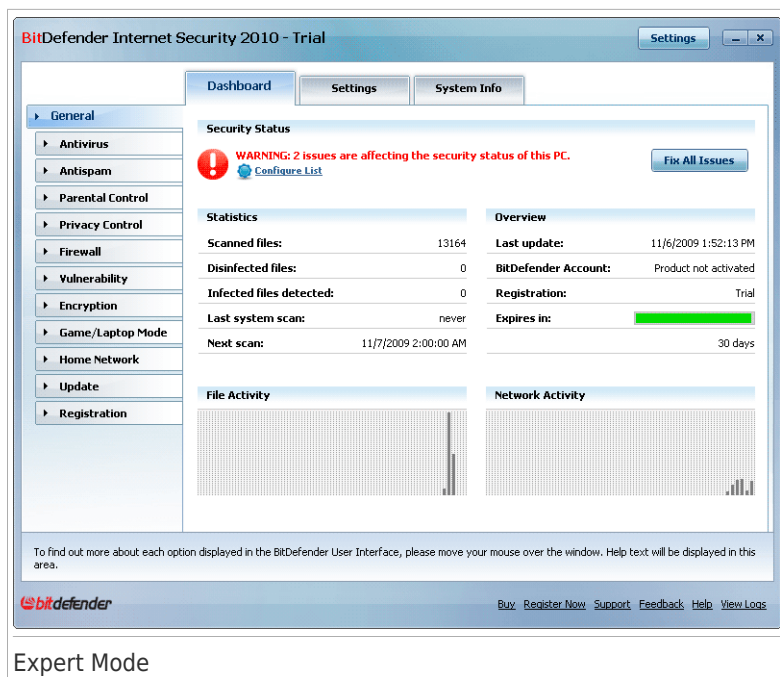 BitDefender Internet Security 2010 - Trial
Settings
Dashboard
Settings
System Info
General
Antivirus
Antispam
Parental Control
Privacy Control
Firewall
Vulnerability
Encryption
Game/Laptop Mode
Home Network
Update
Registration
Security Status
WARNING: 2 issues are affecting the security status of this PC.
Configure List
Fix All Issues
Statistics
Scanned files: 13164
Disinfected files: 0
Infected files detected: 0
Last system scan: never
Next scan: 11/7/2009 2:00:00 AM
Overview
Last update: 11/6/2009 1:52:13 PM
BitDefender Account: Product not activated
Registration: Trial
Expires in:
30 days
File Activity
Network Activity
To find out more about each option displayed in the BitDefender User Interface, please move your mouse over the window. Help text will be displayed in this
area.
bitdefender
Buy Register Now Support Feedback Help View Logs
Expert Mode